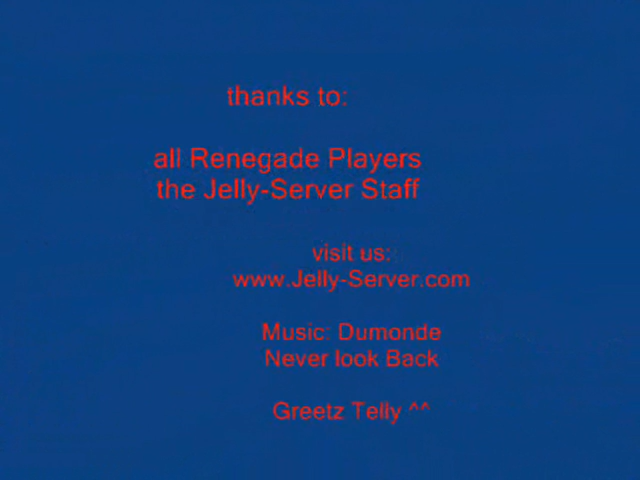 thanks to:
all Renegade Players
the Jelly-Server Staff
visit us:
www.Jelly-Server.com
Music: Dumonde
Never look Back
Greetz Telly ^^